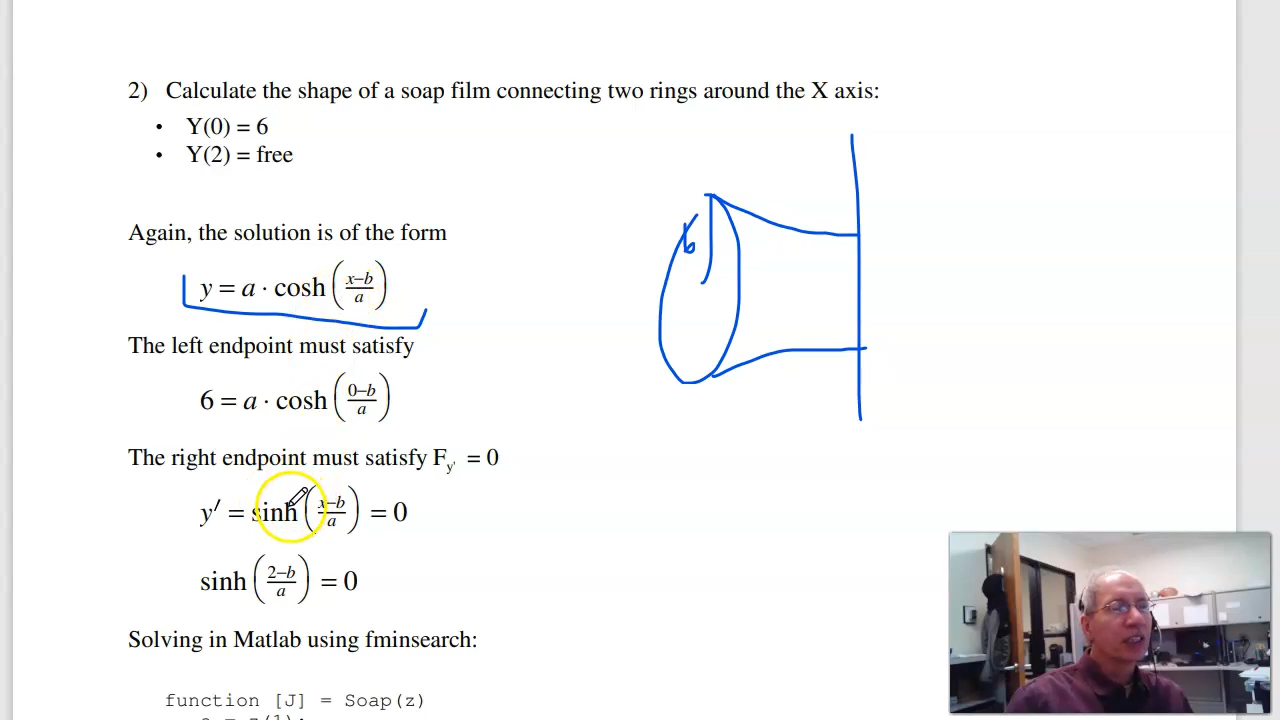 2) Calculate the shape of a soap film connecting two rings around the X axis:
• Y(0) = 6
• Y(2) = free
6
Again, the solution is of the form
y = a · cosh((x–b)/a)
The left endpoint must satisfy
6 = a · cosh((0–b)/a)
The right endpoint must satisfy F_y' = 0
y′ = sinh((x–b)/a) = 0
sinh((2–b)/a) = 0
Solving in Matlab using fminsearch:
function [J] = Soap(z)